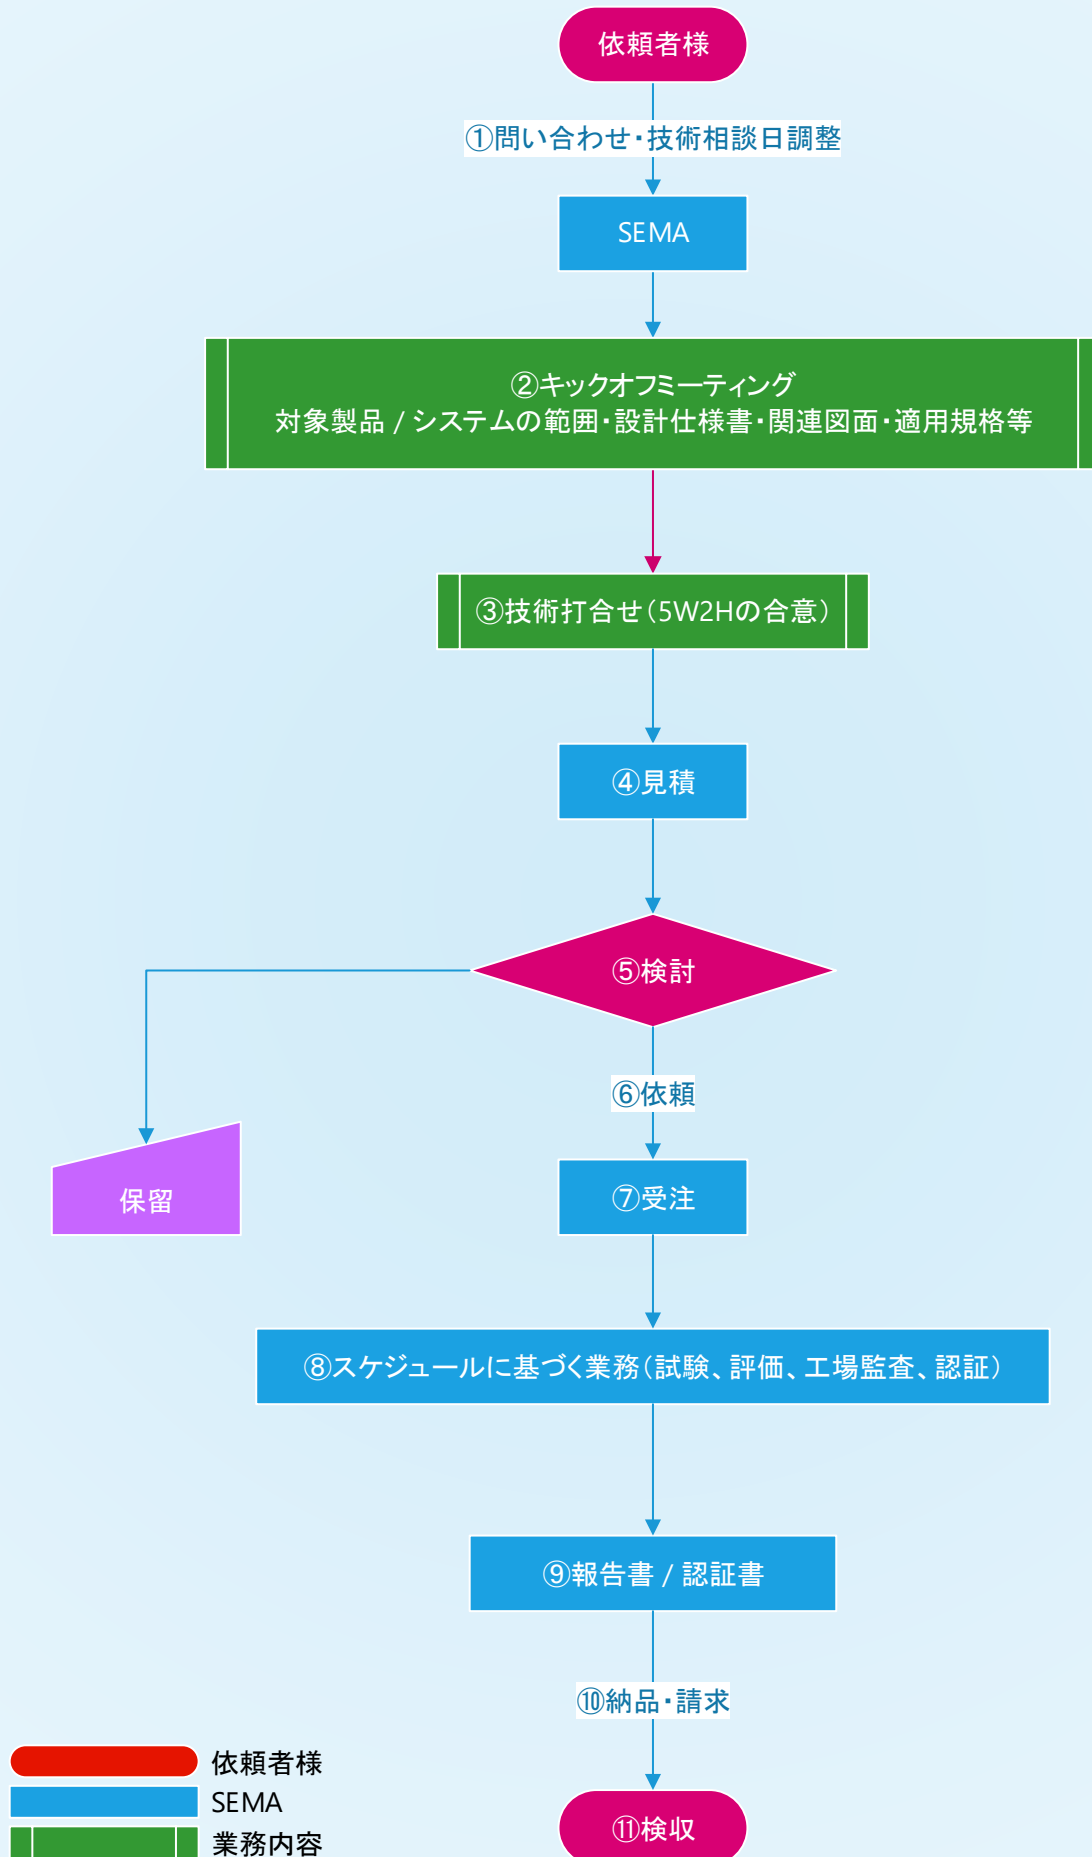 依頼者様
①問い合わせ・技術相談日調整
SEMA
②キックオフミーティング
対象製品 / システムの範囲・設計仕様書・関連図面・適用規格等
③技術打合せ（5W2Hの合意）
④見積
⑤検討
⑥依頼
保留
⑦受注
⑧スケジュールに基づく業務（試験、評価、工場監査、認証）
⑨報告書 / 認証書
⑩納品・請求
⑪検収
依頼者様
SEMA
業務内容